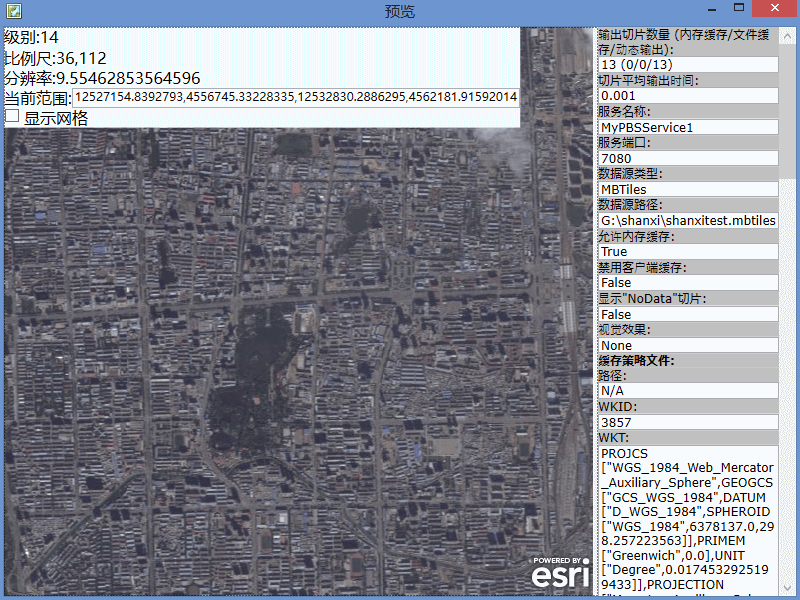 预览
级别:14
比例尺:36,112
分辨率:9.55462853564596
当前范围:12527154.8392793,4556745.33228335,12532830.2886295,4562181.91592014
显示网格
POWERED BY
esri
输出切片数量 (内存缓存/文件缓
存/动态输出):
13 (0/0/13)
切片平均输出时间:
0.001
服务名称:
MyPBSService1
服务端口:
7080
数据源类型:
MBTiles
数据源路径:
G:\shanxi\shanxitest.mbtiles
允许内存缓存:
True
禁用客户端缓存:
False
显示"NoData"切片:
False
视觉效果:
None
缓存策略文件:
路径:
N/A
WKID:
3857
WKT:
PROJCS
["WGS_1984_Web_Mercator
_Auxiliary_Sphere",GEOGCS
["GCS_WGS_1984",DATUM
["D_WGS_1984",SPHEROID
["WGS_1984",6378137.0,29
8.257223563]],PRIMEM
["Greenwich",0.0],UNIT
["Degree",0.017453292519
9433]],PROJECTION